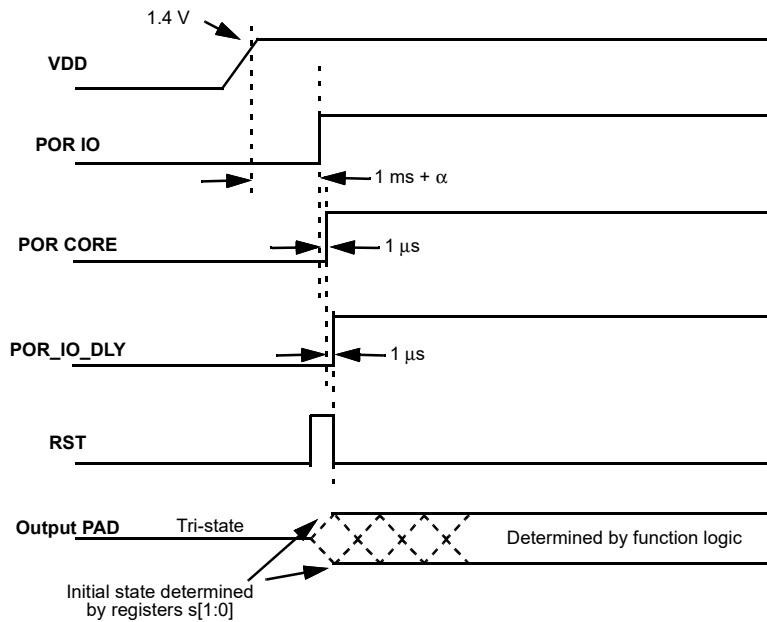 1.4 V
VDD
POR IO
1 ms + α
POR CORE
1 μs
POR_IO_DLY
1 μs
RST
Output PAD
Tri-state
Determined by function logic
Initial state determined
by registers s[1:0]